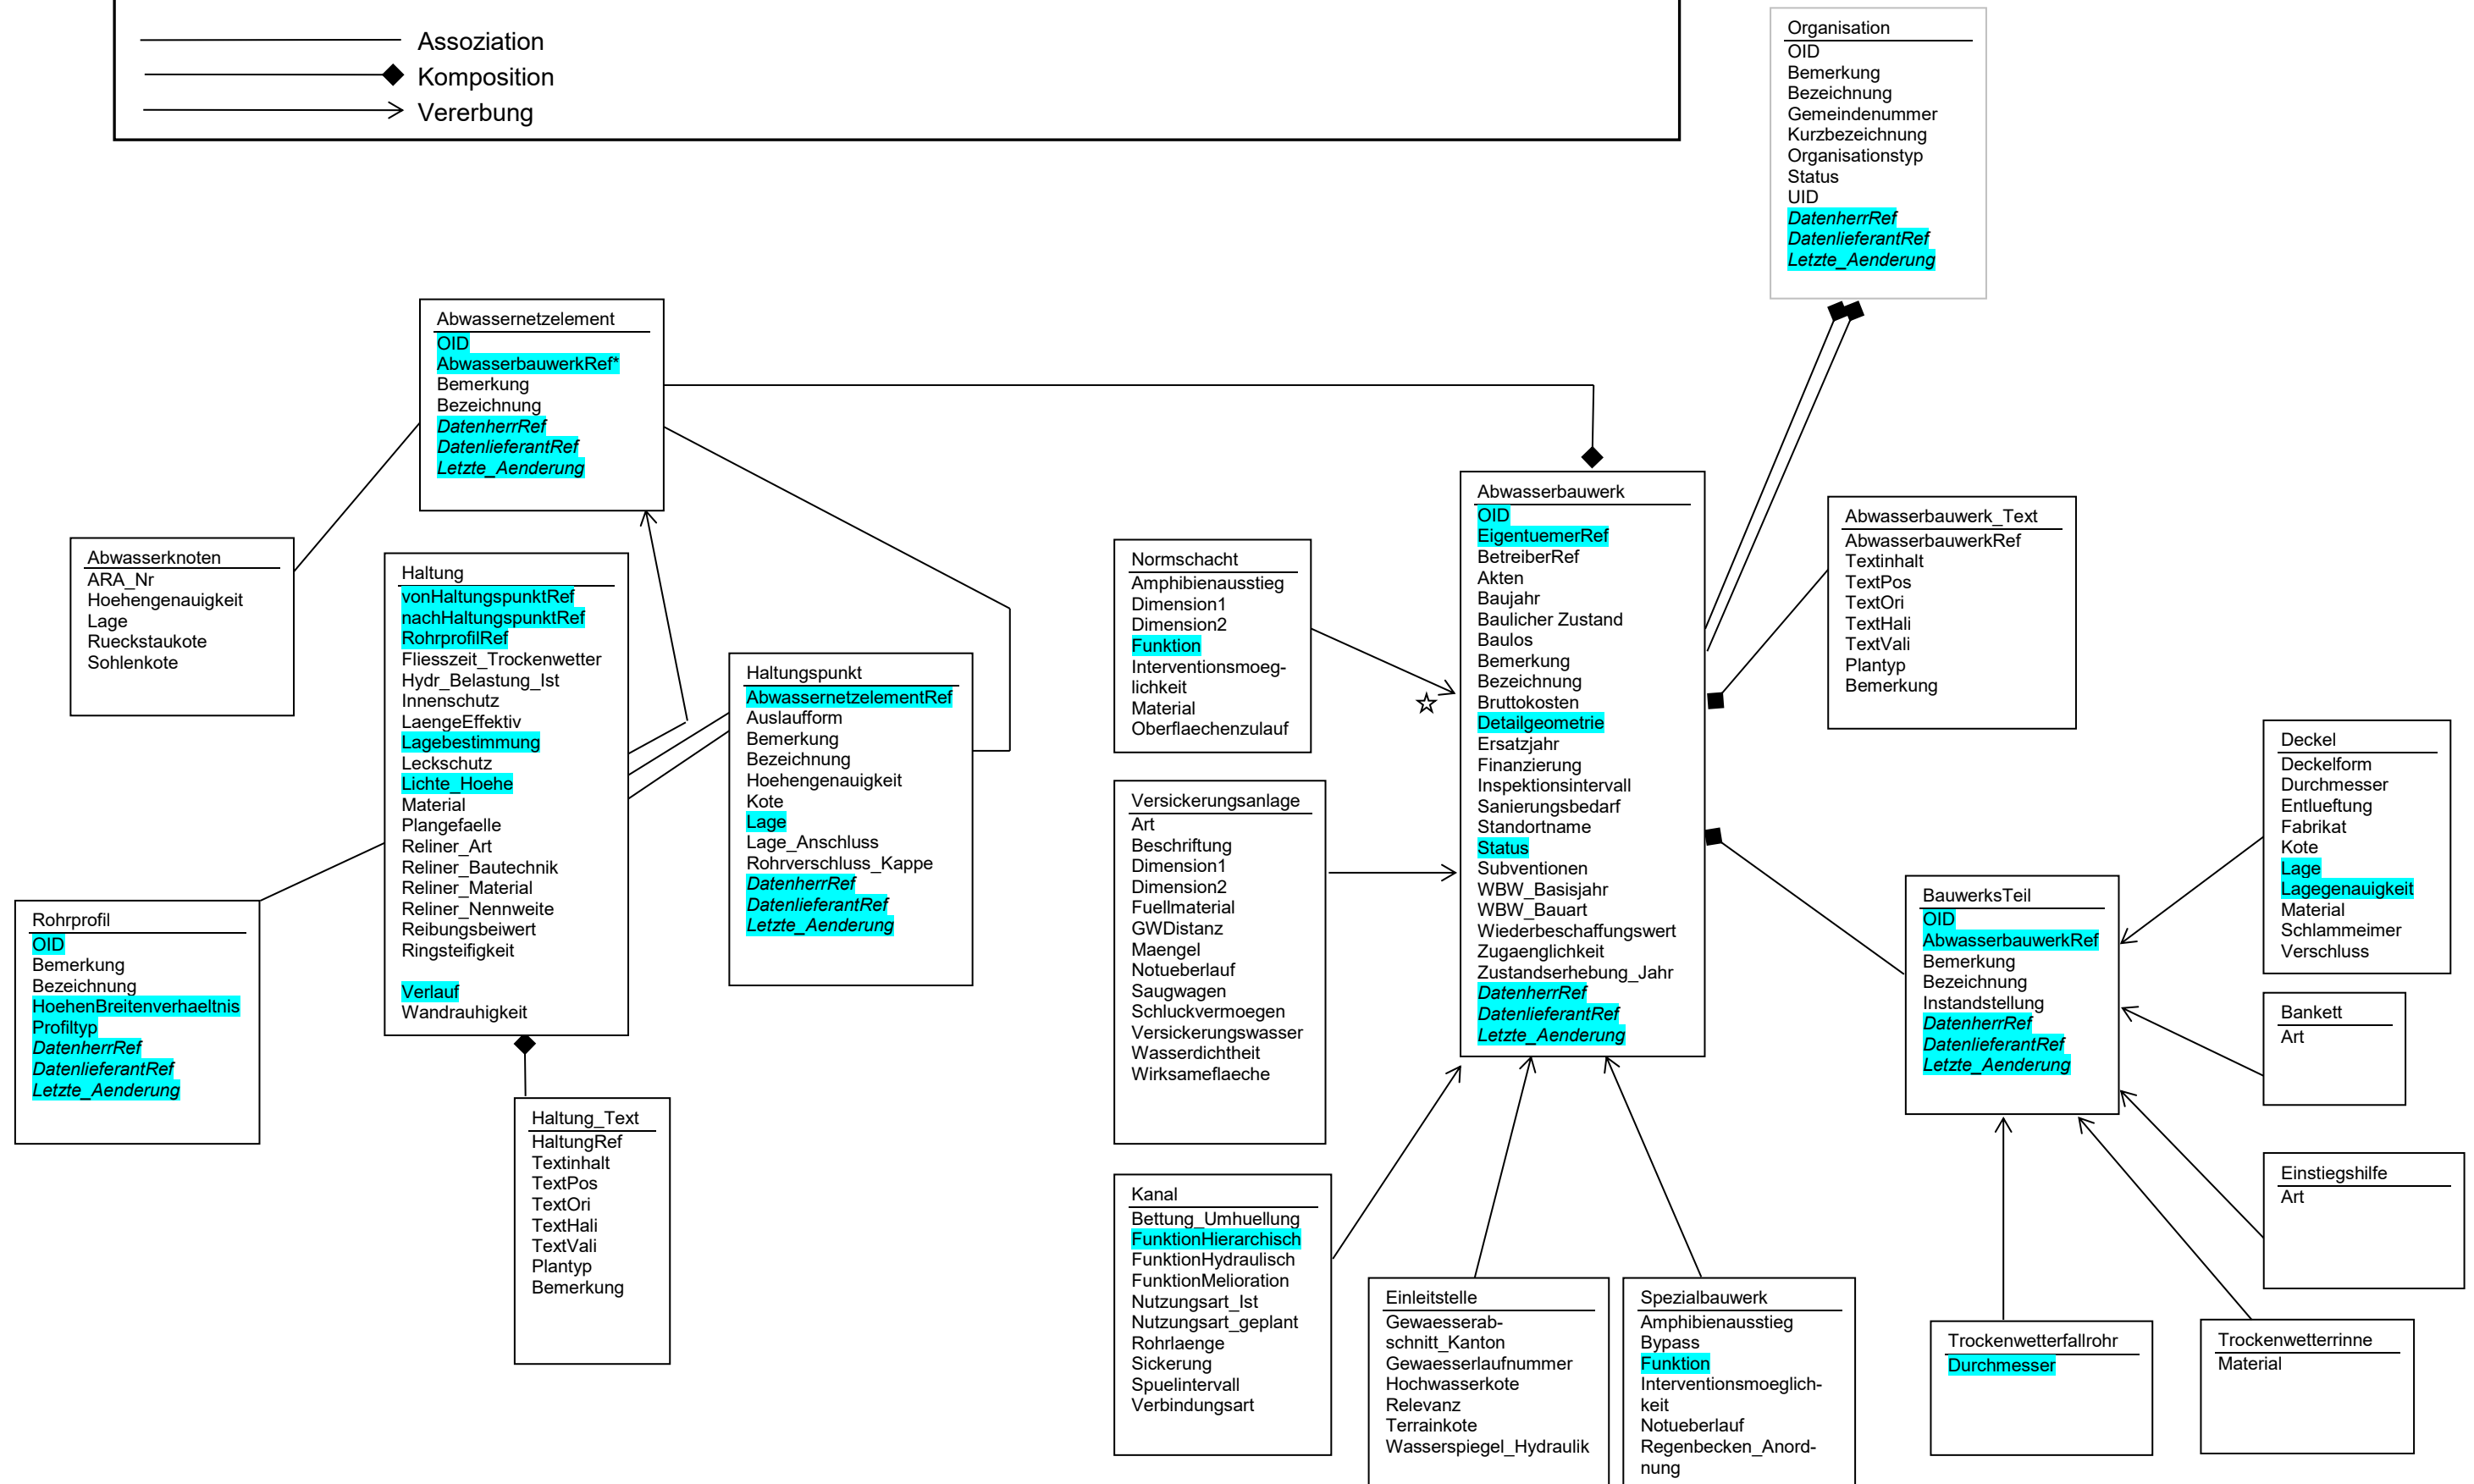 Assoziation
Komposition
Vererbung
Organisation
OID
Bemerkung
Bezeichnung
Gemeindenummer
Kurzbezeichnung
Organisationstyp
Status
UID
DatenherrRef
DatenlieferantRef
Letzte_Aenderung
Abwassernetzelement
OID
AbwasserbauwerkRef*
Bemerkung
Bezeichnung
DatenherrRef
DatenlieferantRef
Letzte_Aenderung
Abwasserknoten
ARA_Nr
Hoehengenauigkeit
Lage
Rueckstaukote
Sohlenkote
Haltung
vonHaltungspunktRef
nachHaltungspunktRef
RohrprofilRef
Fliesszeit_Trockenwetter
Hydr_Belastung_Ist
Innenschutz
LaengeEffektiv
Lagebestimmung
Leckschutz
Lichte_Hoehe
Material
Plangefaelle
Reliner_Art
Reliner_Bautechnik
Reliner_Material
Reliner_Nennweite
Reibungsbeiwert
Ringsteifigkeit
Verlauf
Wandrauhigkeit
Haltungspunkt
AbwassernetzelementRef
Auslaufform
Bemerkung
Bezeichnung
Hoehengenauigkeit
Kote
Lage
Lage_Anschluss
Rohrverschluss_Kappe
DatenherrRef
DatenlieferantRef
Letzte_Aenderung
Rohrprofil
OID
Bemerkung
Bezeichnung
HoehenBreitenverhaeltnis
Profiltyp
DatenherrRef
DatenlieferantRef
Letzte_Aenderung
Haltung_Text
HaltungRef
Textinhalt
TextPos
TextOri
TextHali
TextVali
Plantyp
Bemerkung
Normschacht
Amphibienausstieg
Dimension1
Dimension2
Funktion
Interventionsmoeg-
lichkeit
Material
Oberflaechenzulauf
Versickerungsanlage
Art
Beschriftung
Dimension1
Dimension2
Fuellmaterial
GWDistanz
Maengel
Notueberlauf
Saugwagen
Schluckvermoegen
Versickerungswasser
Wasserdichtheit
Wirksameflaeche
Kanal
Bettung_Umhuellung
FunktionHierarchisch
FunktionHydraulisch
FunktionMelioration
Nutzungsart_Ist
Nutzungsart_geplant
Rohrlaenge
Sickerung
Spuelintervall
Verbindungsart
Abwasserbauwerk
OID
EigentuemerRef
BetreiberRef
Akten
Baujahr
Baulicher Zustand
Baulos
Bemerkung
Bezeichnung
Bruttokosten
Detailgeometrie
Ersatzjahr
Finanzierung
Inspektionsintervall
Sanierungsbedarf
Standortname
Status
Subventionen
WBW_Basisjahr
WBW_Bauart
Wiederbeschaffungswert
Zugaenglichkeit
Zustandserhebung_Jahr
DatenherrRef
DatenlieferantRef
Letzte_Aenderung
Abwasserbauwerk_Text
AbwasserbauwerkRef
Textinhalt
TextPos
TextOri
TextHali
TextVali
Plantyp
Bemerkung
Deckel
Deckelform
Durchmesser
Entlueftung
Fabrikat
Kote
Lage
Lagegenauigkeit
Material
Schlammeimer
Verschluss
BauwerksTeil
OID
AbwasserbauwerkRef
Bemerkung
Bezeichnung
Instandstellung
DatenherrRef
DatenlieferantRef
Letzte_Aenderung
Bankett
Art
Einstiegshilfe
Art
Einleitstelle
Gewaesserab-
schnitt_Kanton
Gewaesserlaufnummer
Hochwasserkote
Relevanz
Terrainkote
Wasserspiegel_Hydraulik
Spezialbauwerk
Amphibienausstieg
Bypass
Funktion
Interventionsmoeglich-
keit
Notueberlauf
Regenbecken_Anord-
nung
Trockenwetterfallrohr
Durchmesser
Trockenwetterrinne
Material